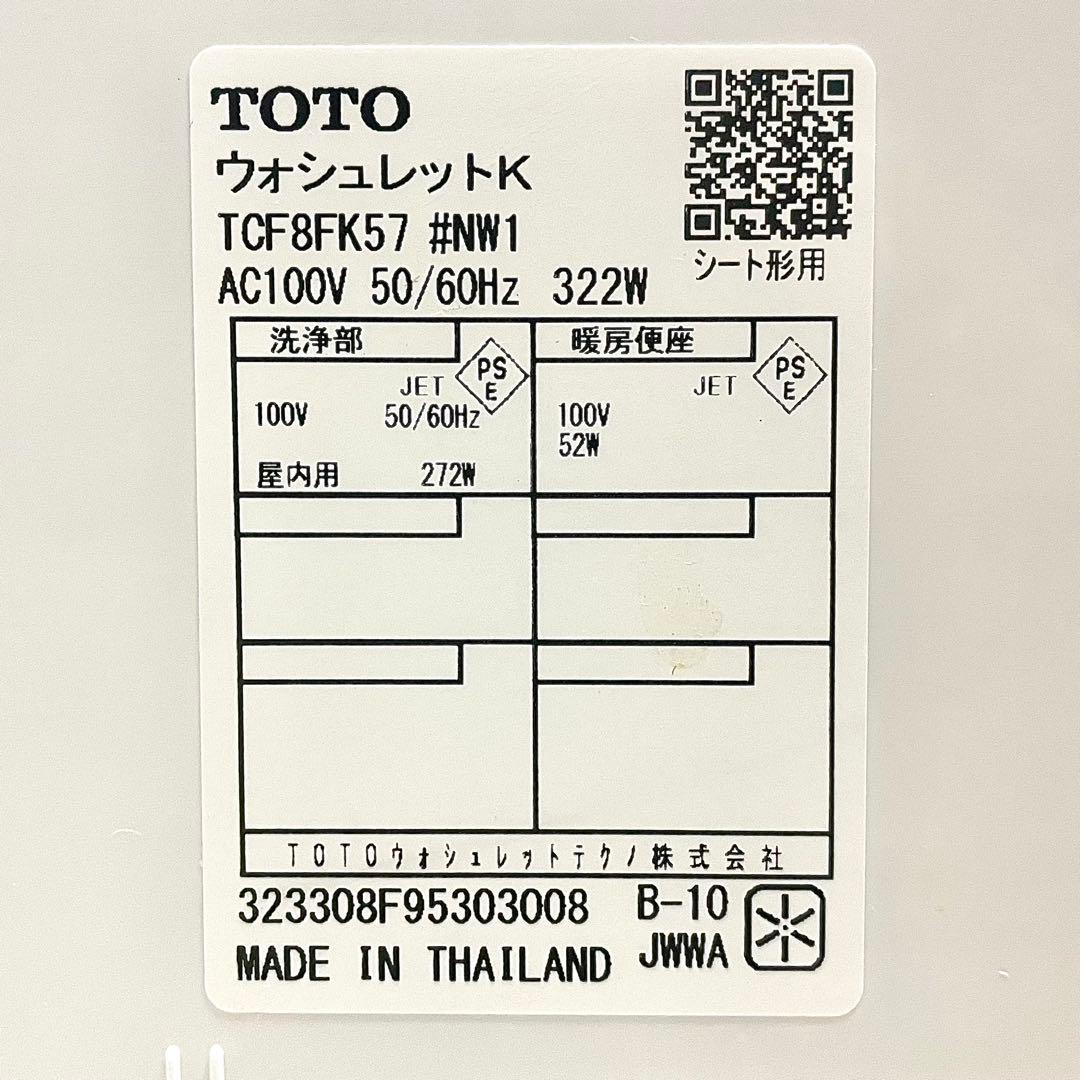 TOTO
ウォシュレットK
TCF8FK57 #NW1
シート形用
AC100V 50/60Hz 322W
洗浄部
PS
E
JET
100V 50/60Hz
屋内用 272W
暖房便座
PS
E
JET
100V
52W
TOTOウォシュレットテクノ株式会社
323308F95303008 B-10
MADE IN THAILAND JWWA